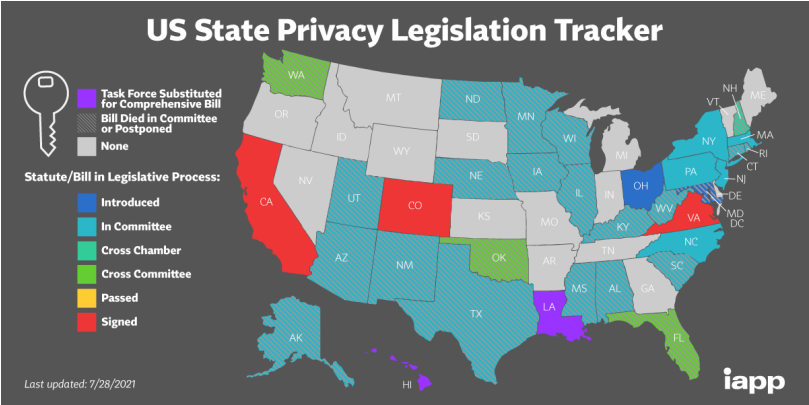 US State Privacy Legislation Tracker
Task Force Substituted
for Comprehensive Bill
Bill Died in Committee
or Postponed
None
Statute/Bill in Legislative Process:
Introduced
In Committee
Cross Chamber
Cross Committee
Passed
Signed
WA
OR
CA
NV
ID
MT
WY
UT
AZ
CO
NM
ND
SD
NE
KS
OK
TX
MN
IA
MO
AR
LA
WI
IL
MS
MI
IN
KY
TN
AL
OH
WV
GA
FL
SC
NC
VA
PA
NY
VT
NH
ME
MA
RI
CT
NJ
DE
MD
DC
AK
HI
Last updated: 7/28/2021
iapp